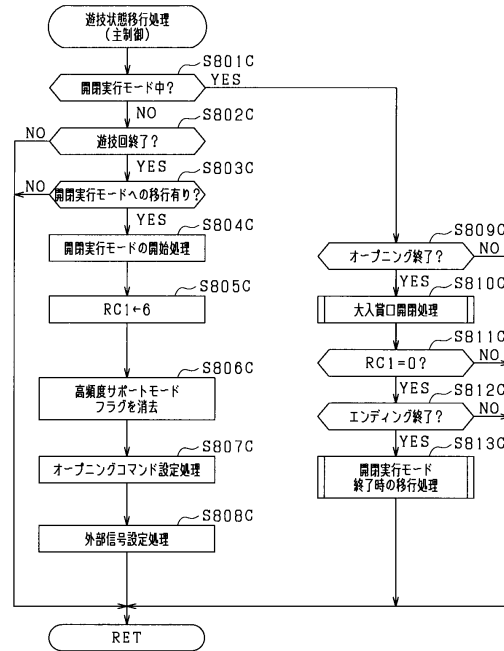 遊技状態移行処理
(主制御)
S801C
開閉実行モード中?
YES
NO
S802C
NO
遊技回終了?
YES
S803C
NO
開閉実行モードへの移行有り?
YES
S804C
開閉実行モードの開始処理
S805C
RC1←6
S806C
高頻度サポートモード
フラグを消去
S807C
オープニングコマンド設定処理
S808C
外部信号設定処理
S809C
オープニング終了?
NO
YES
S810C
大入賞口開閉処理
S811C
RC1=0?
NO
YES
S812C
エンディング終了?
NO
YES
S813C
開閉実行モード
終了時の移行処理
RET